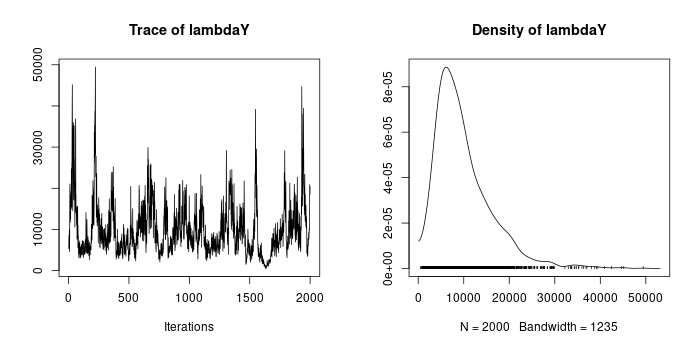 Trace of lambdaY
50000
30000
10000
0
0 500 1000 1500 2000
Iterations
Density of lambdaY
8e-05
6e-05
4e-05
2e-05
0e+00
0 10000 20000 30000 40000 50000
N = 2000 Bandwidth = 1235